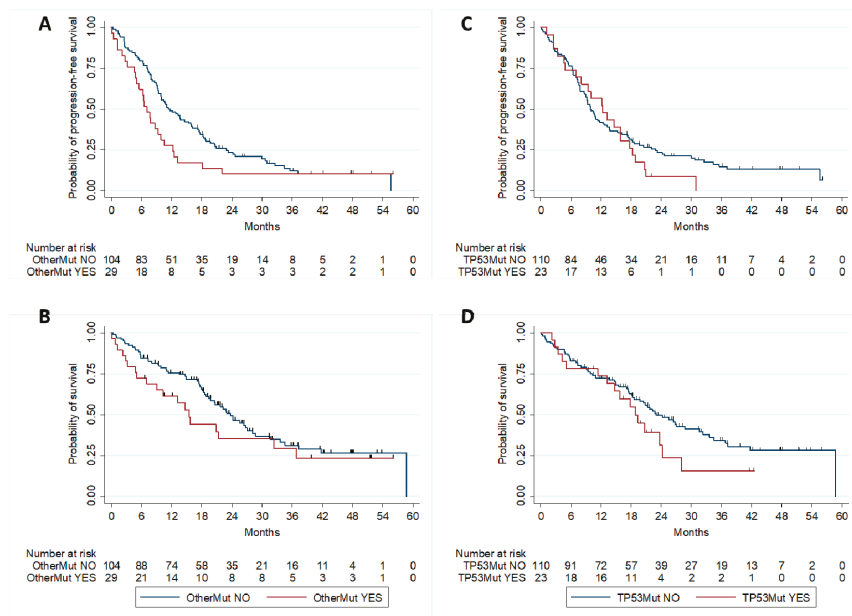 A
Probability of progression-free survival
1.00
0.75
0.50
0.25
0.00
0 6 12 18 24 30 36 42 48 54 60
Months
Number at risk
OtherMut NO 104 83 51 35 19 14 8 5 2 1 0
OtherMut YES 29 18 8 5 3 3 3 2 2 1 0
C
Probability of progression-free survival
1.00
0.75
0.50
0.25
0.00
0 6 12 18 24 30 36 42 48 54 60
Months
Number at risk
TP53Mut NO 110 84 46 34 21 16 11 7 4 2 0
TP53Mut YES 23 17 13 6 1 1 0 0 0 0 0
B
Probability of survival
1.00
0.75
0.50
0.25
0.00
0 6 12 18 24 30 36 42 48 54 60
Months
Number at risk
OtherMut NO 104 88 74 58 35 21 16 11 4 1 0
OtherMut YES 29 21 14 10 8 8 5 3 3 1 0
OtherMut NO OtherMut YES
D
Probability of survival
1.00
0.75
0.50
0.25
0.00
0 6 12 18 24 30 36 42 48 54 60
Months
Number at risk
TP53Mut NO 110 91 72 57 39 27 19 13 7 2 0
TP53Mut YES 23 18 16 11 4 2 2 1 0 0 0
TP53Mut NO TP53Mut YES